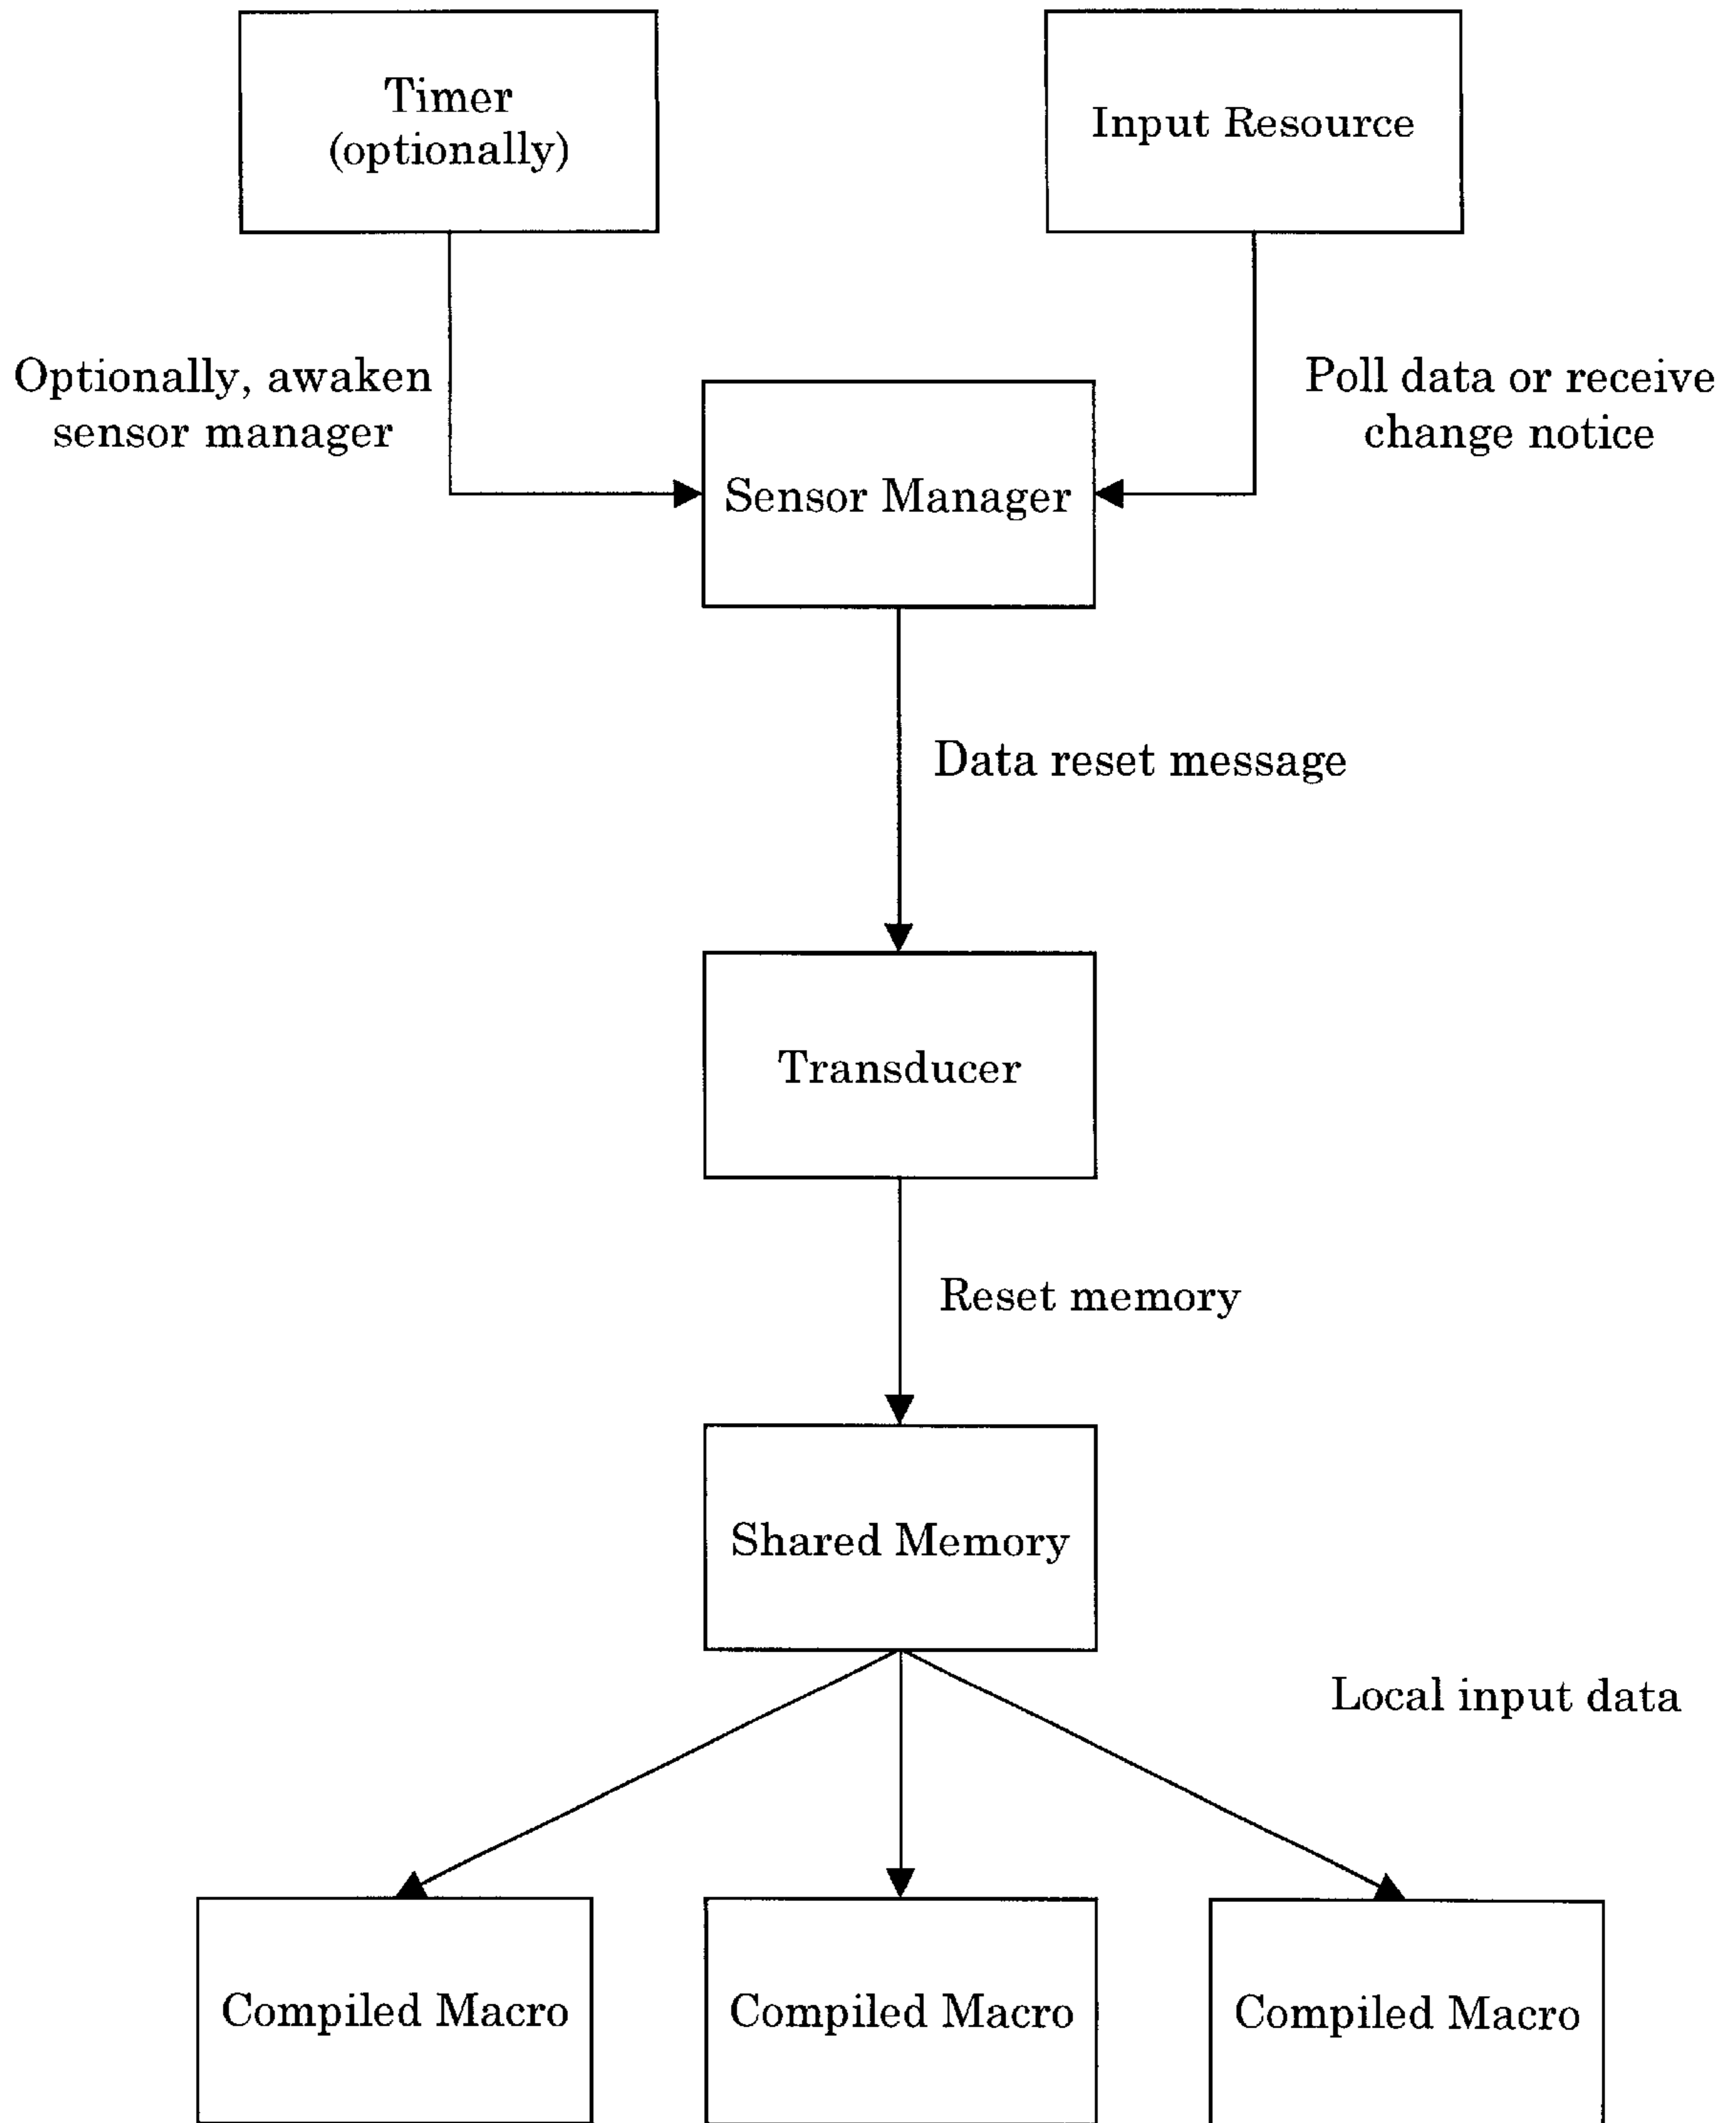 Timer
(optionally)
Input Resource
Optionally, awaken
sensor manager
Poll data or receive
change notice
Sensor Manager
Data reset message
Transducer
Reset memory
Shared Memory
Local input data
Compiled Macro
Compiled Macro
Compiled Macro